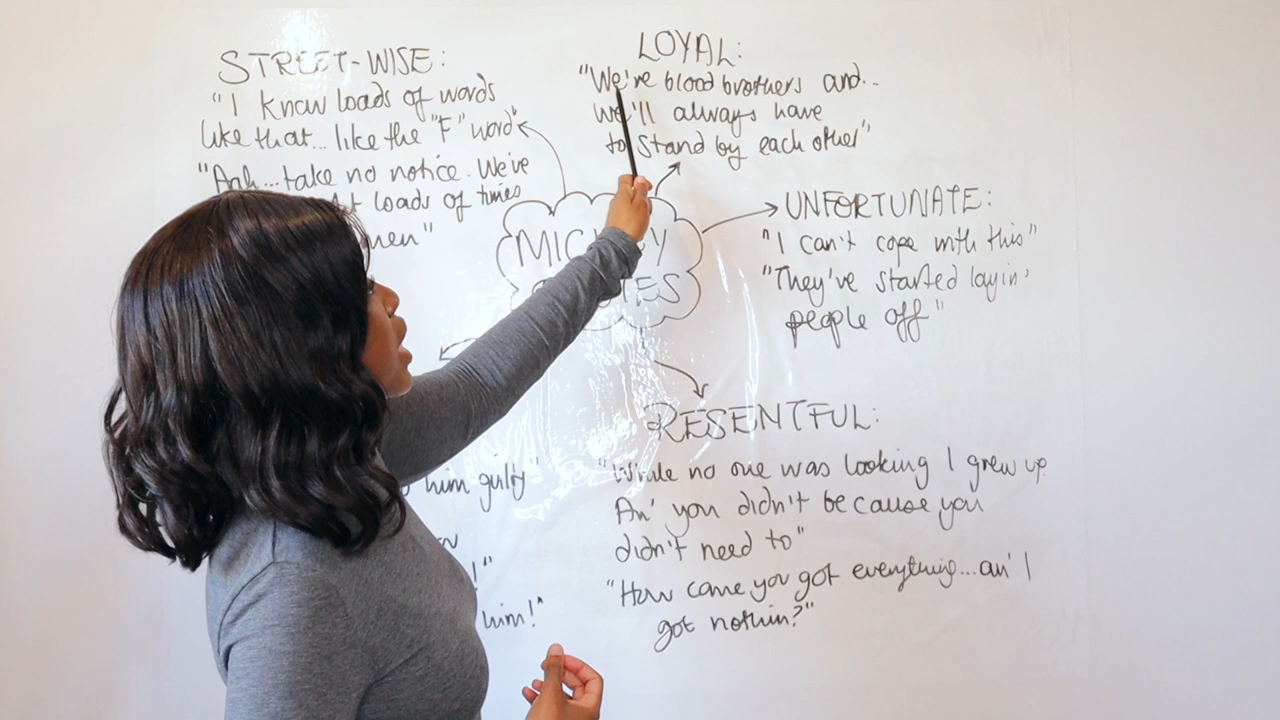 STREET-WISE:
"I know loads of words
like that... like the "F" word"
"Aah...take no notice. We've
loads of times
LOYAL:
"We're blood brothers and...
we'll always have
to stand by each other"
UNFORTUNATE:
"I can't cope with this"
"They've started layin'
people off"
him guilty"
!"
him!"
RESENTFUL:
"While no one was looking I grew up.
An' you didn't because you
didn't need to"
"How come you got everything...an' I
got nothin?"